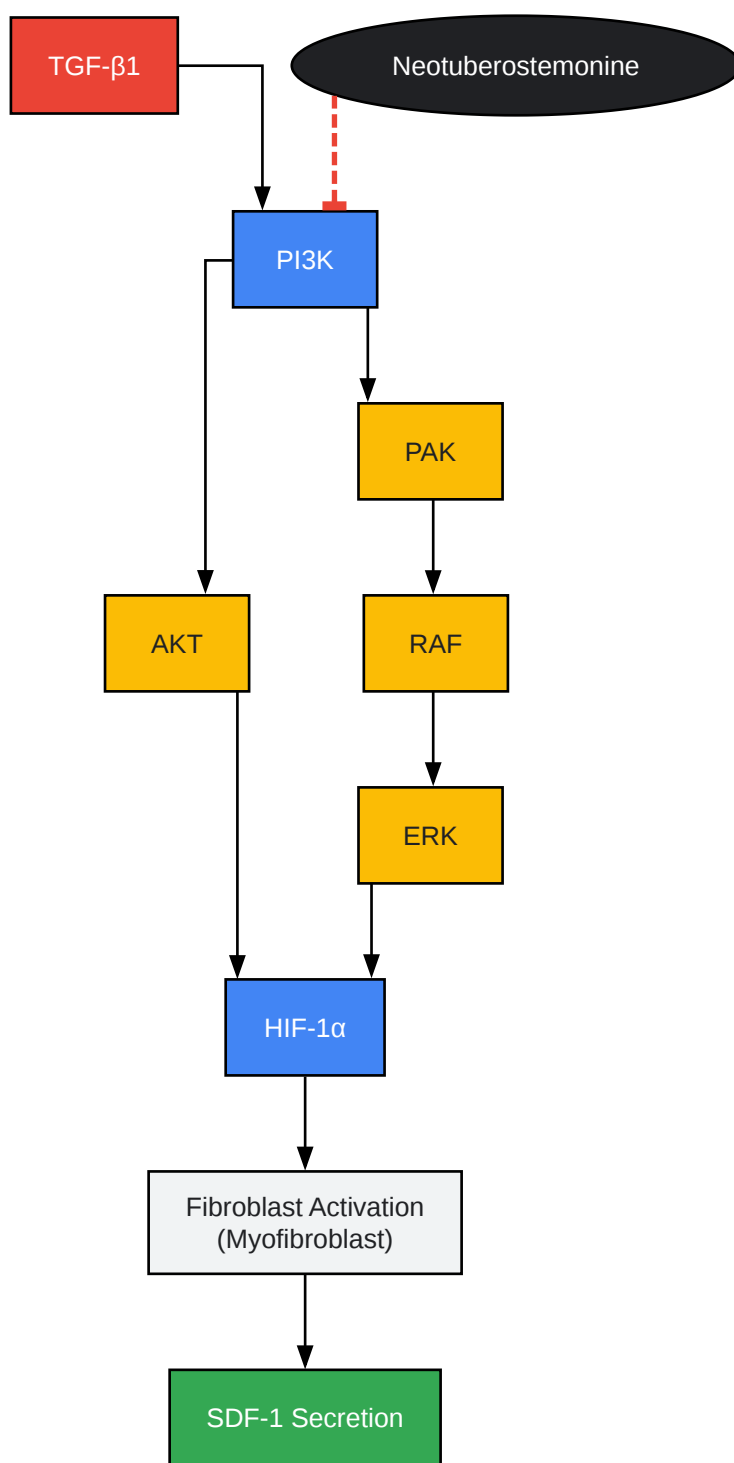 TGF-β1
Neotuberostemonine
PI3K
PAK
AKT
RAF
ERK
HIF-1α
Fibroblast Activation
(Myofibroblast)
SDF-1 Secretion